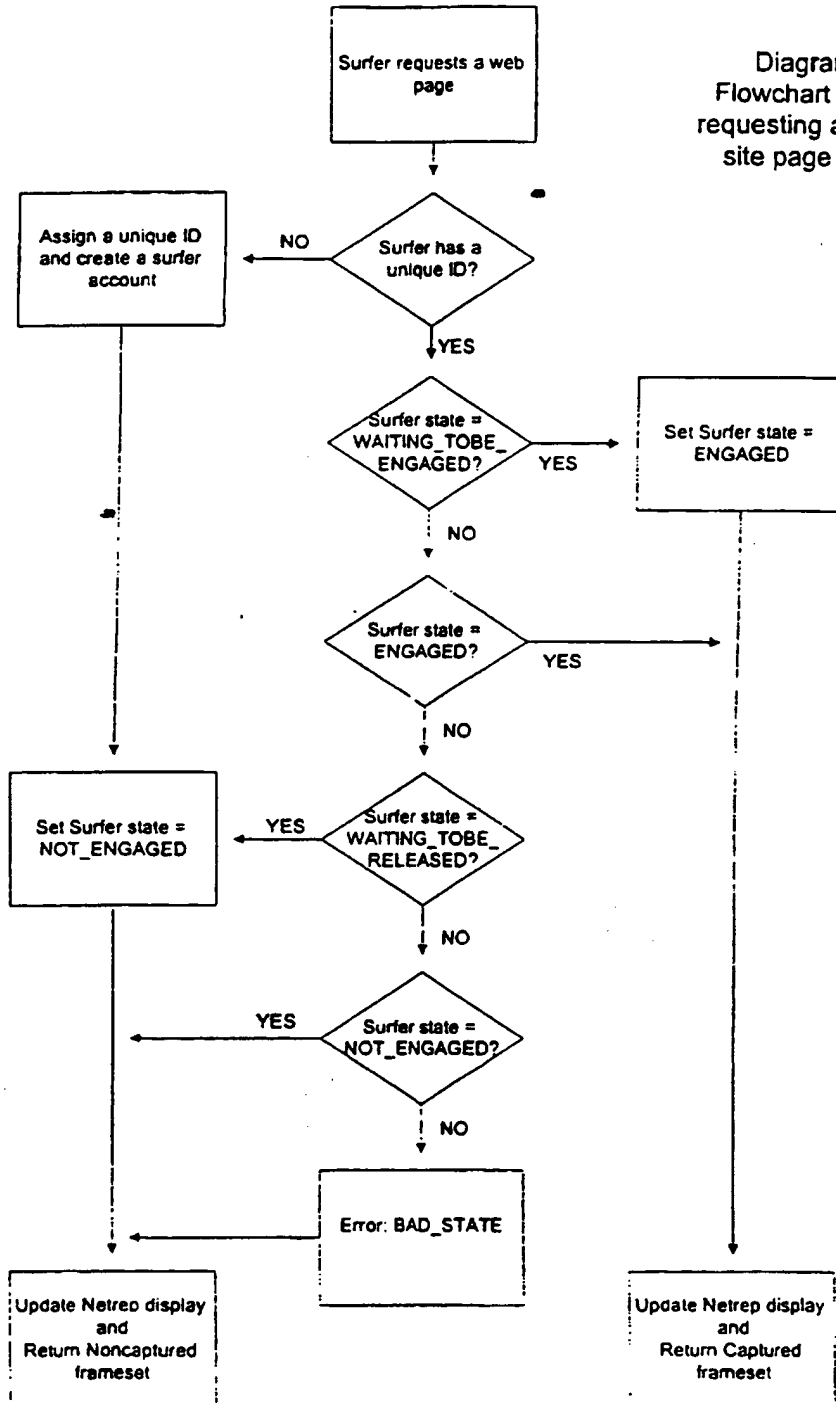 Surfer requests a web
page
Flowchart
requesting
site page
Assign a unique ID
and create a surfer
account
NO
Surfer has a
unique ID?
YES
Surfer state =
WAITING_TOBE_
ENGAGED?
YES
Set Surfer state =
ENGAGED
NO
Surfer state =
ENGAGED?
YES
NO
Set Surfer state =
NOT_ENGAGED
YES
Surfer state =
WAITING_TOBE_
RELEASED?
NO
YES
Surfer state =
NOT_ENGAGED?
NO
Error: BAD_STATE
Update Netrep display
and
Return Noncaptured
frameset
Update Netrep display
and
Return Captured
frameset